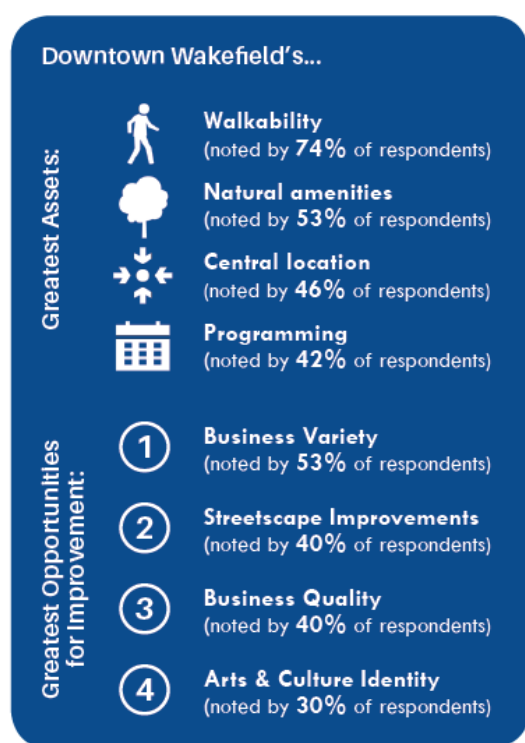 Downtown Wakefield's...
Greatest Assets:
Walkability
(noted by 74% of respondents)
Natural amenities
(noted by 53% of respondents)
Central location
(noted by 46% of respondents)
Programming
(noted by 42% of respondents)
Greatest Opportunities
for Improvement:
1
Business Variety
(noted by 53% of respondents)
2
Streetscape Improvements
(noted by 40% of respondents)
3
Business Quality
(noted by 40% of respondents)
4
Arts & Culture Identity
(noted by 30% of respondents)